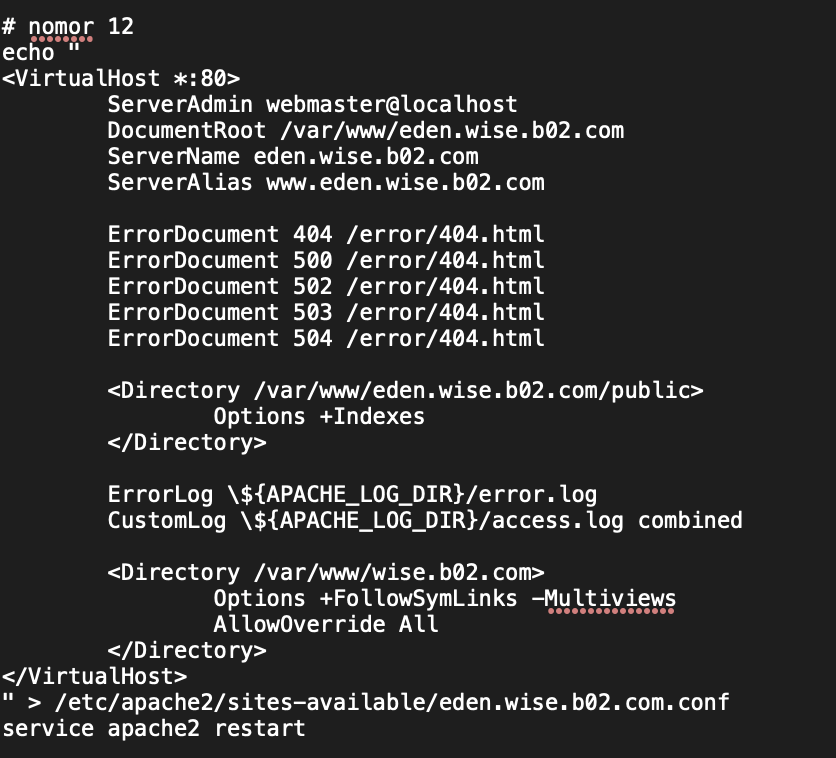 # nomor 12
echo "
<VirtualHost *:80>
        ServerAdmin webmaster@localhost
        DocumentRoot /var/www/eden.wise.b02.com
        ServerName eden.wise.b02.com
        ServerAlias www.eden.wise.b02.com

        ErrorDocument 404 /error/404.html
        ErrorDocument 500 /error/404.html
        ErrorDocument 502 /error/404.html
        ErrorDocument 503 /error/404.html
        ErrorDocument 504 /error/404.html

        <Directory /var/www/eden.wise.b02.com/public>
                Options +Indexes
        </Directory>

        ErrorLog \${APACHE_LOG_DIR}/error.log
        CustomLog \${APACHE_LOG_DIR}/access.log combined

        <Directory /var/www/wise.b02.com>
                Options +FollowSymLinks -Multiviews
                AllowOverride All
        </Directory>
</VirtualHost>
" > /etc/apache2/sites-available/eden.wise.b02.com.conf
service apache2 restart